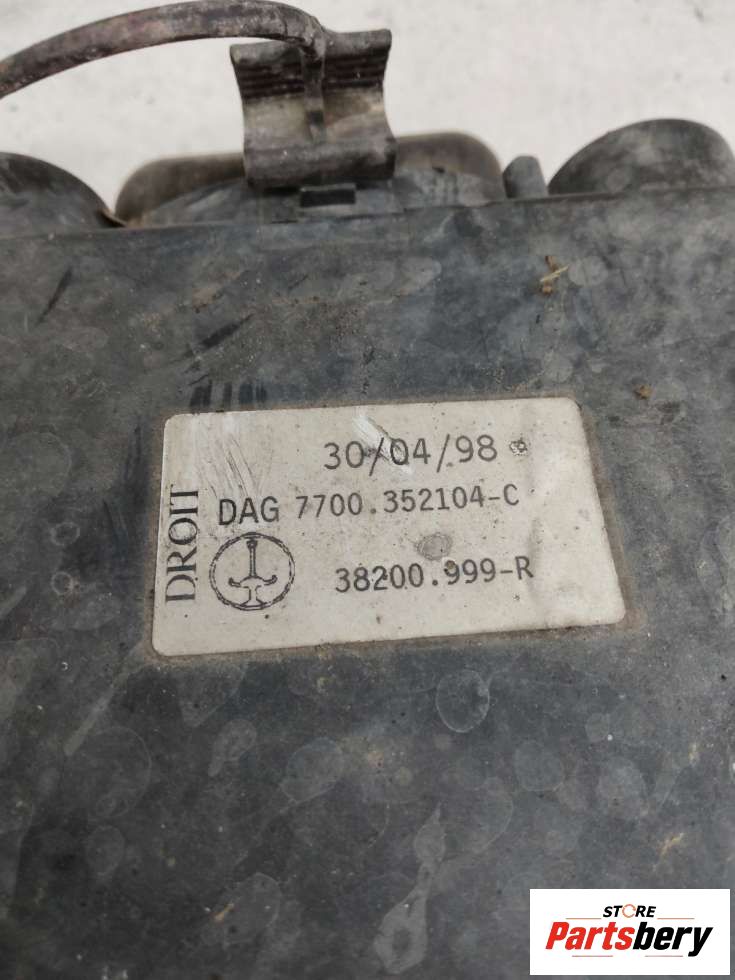 30/04/98
DROIT
DAG 7700.352104-C
38200.999-R
STORE
Partsbery